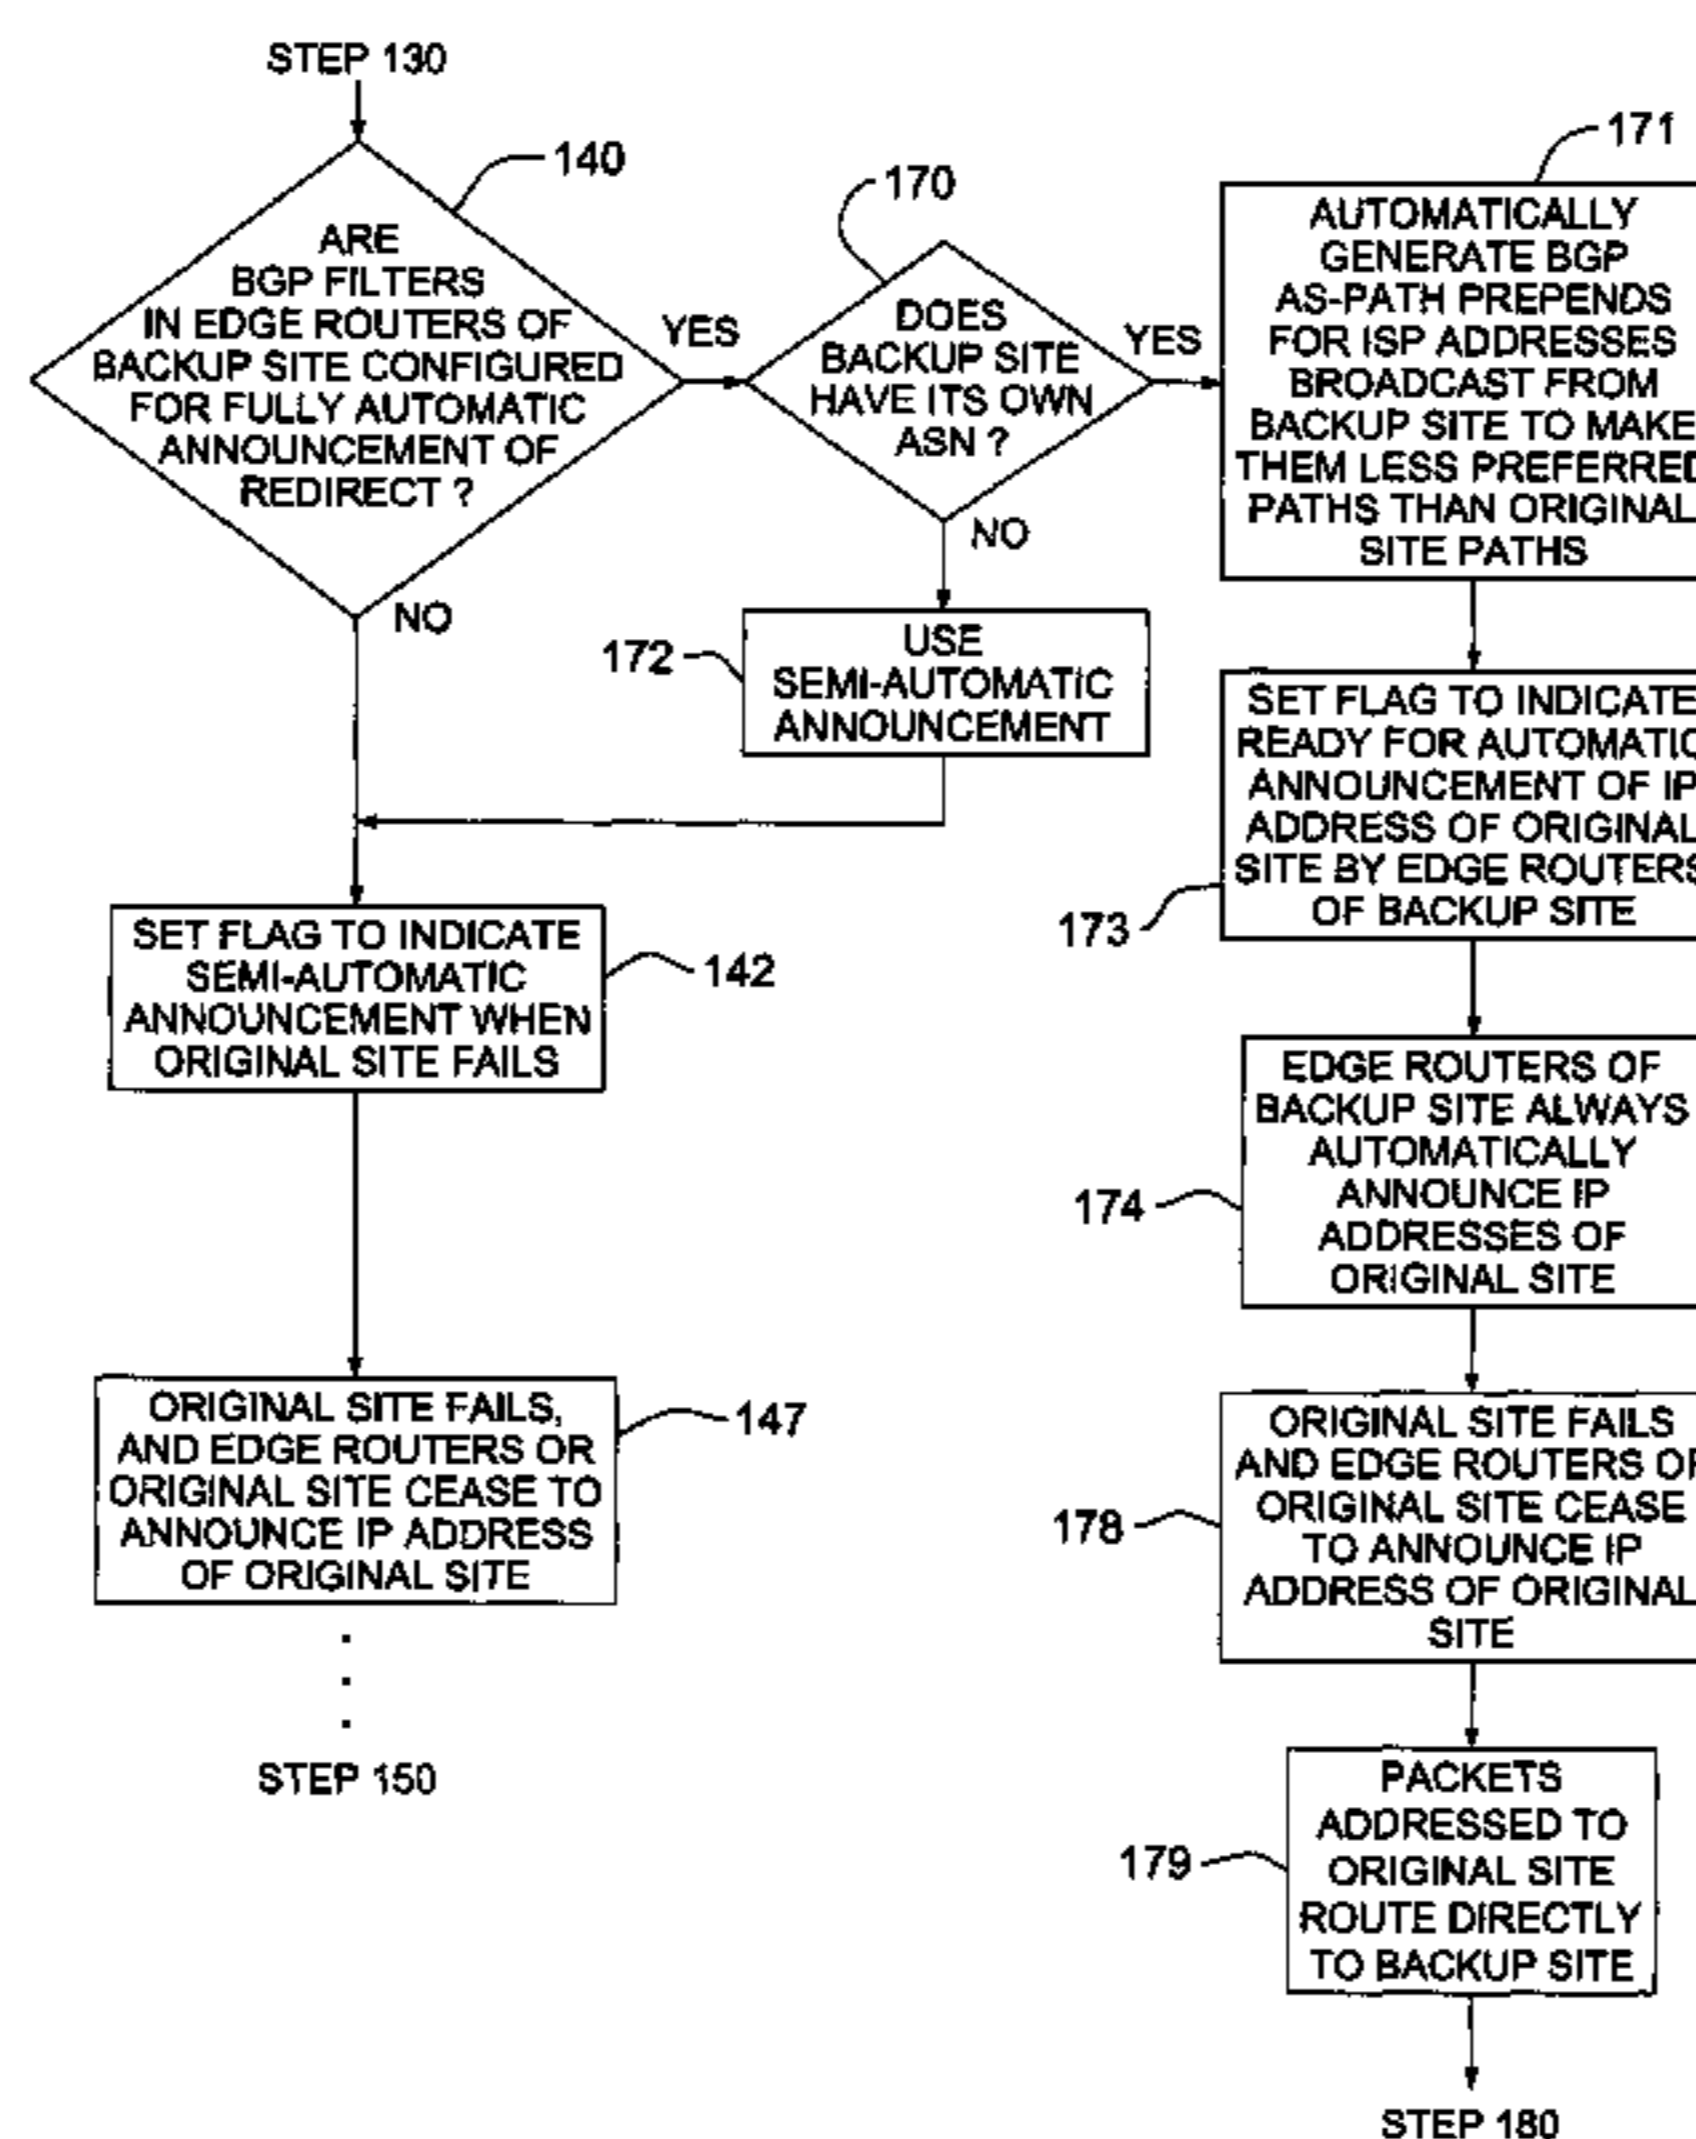 STEP 130
140
ARE
BGP FILTERS
IN EDGE ROUTERS OF
BACKUP SITE CONFIGURED
FOR FULLY AUTOMATIC
ANNOUNCEMENT OF
REDIRECT ?
YES
NO
170
DOES
BACKUP SITE
HAVE ITS OWN
ASN ?
YES
NO
171
AUTOMATICALLY
GENERATE BGP
AS-PATH PREPENDS
FOR ISP ADDRESSES
BROADCAST FROM
BACKUP SITE TO MAKE
THEM LESS PREFERRED
PATHS THAN ORIGINAL
SITE PATHS
172
USE
SEMI-AUTOMATIC
ANNOUNCEMENT
SET FLAG TO INDICATE
READY FOR AUTOMATIC
ANNOUNCEMENT OF IP
ADDRESS OF ORIGINAL
SITE BY EDGE ROUTERS
OF BACKUP SITE
173
SET FLAG TO INDICATE
SEMI-AUTOMATIC
ANNOUNCEMENT WHEN
ORIGINAL SITE FAILS
142
EDGE ROUTERS OF
BACKUP SITE ALWAYS
AUTOMATICALLY
ANNOUNCE IP
ADDRESSES OF
ORIGINAL SITE
174
ORIGINAL SITE FAILS,
AND EDGE ROUTERS OR
ORIGINAL SITE CEASE TO
ANNOUNCE IP ADDRESS
OF ORIGINAL SITE
147
STEP 150
ORIGINAL SITE FAILS
AND EDGE ROUTERS OR
ORIGINAL SITE CEASE
TO ANNOUNCE IP
ADDRESS OF ORIGINAL
SITE
178
PACKETS
ADDRESSED TO
ORIGINAL SITE
ROUTE DIRECTLY
TO BACKUP SITE
179
STEP 180